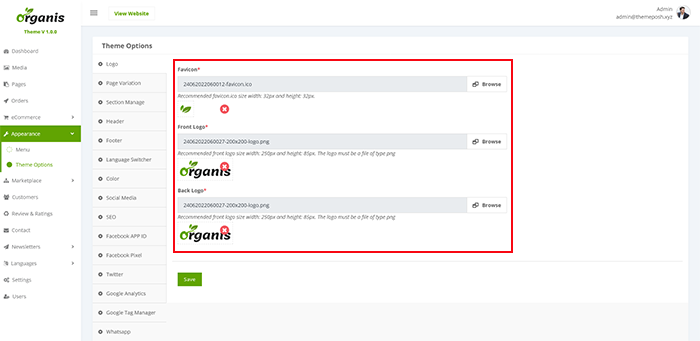 organis
Theme V 1.0.0
View Website
Admin
admin@themeposh.xyz
Dashboard
Media
Pages
Orders
eCommerce
Appearance
Menu
Theme Options
Marketplace
Customers
Review & Ratings
Contact
Newsletters
Languages
Settings
Users
Theme Options
Logo
Page Variation
Section Manage
Header
Footer
Language Switcher
Color
Social Media
SEO
Facebook APP ID
Facebook Pixel
Twitter
Google Analytics
Google Tag Manager
Whatsapp
Favicon*
24062022060012-favicon.ico
Browse
Recommended favicon.ico size width: 32px and height: 32px.
Front Logo*
24062022060027-200x200-logo.png
Browse
Recommended front logo size width: 250px and height: 85px. The logo must be a file of type png
organis
Back Logo*
24062022060027-200x200-logo.png
Browse
Recommended front logo size width: 250px and height: 85px. The logo must be a file of type png
organis
Save